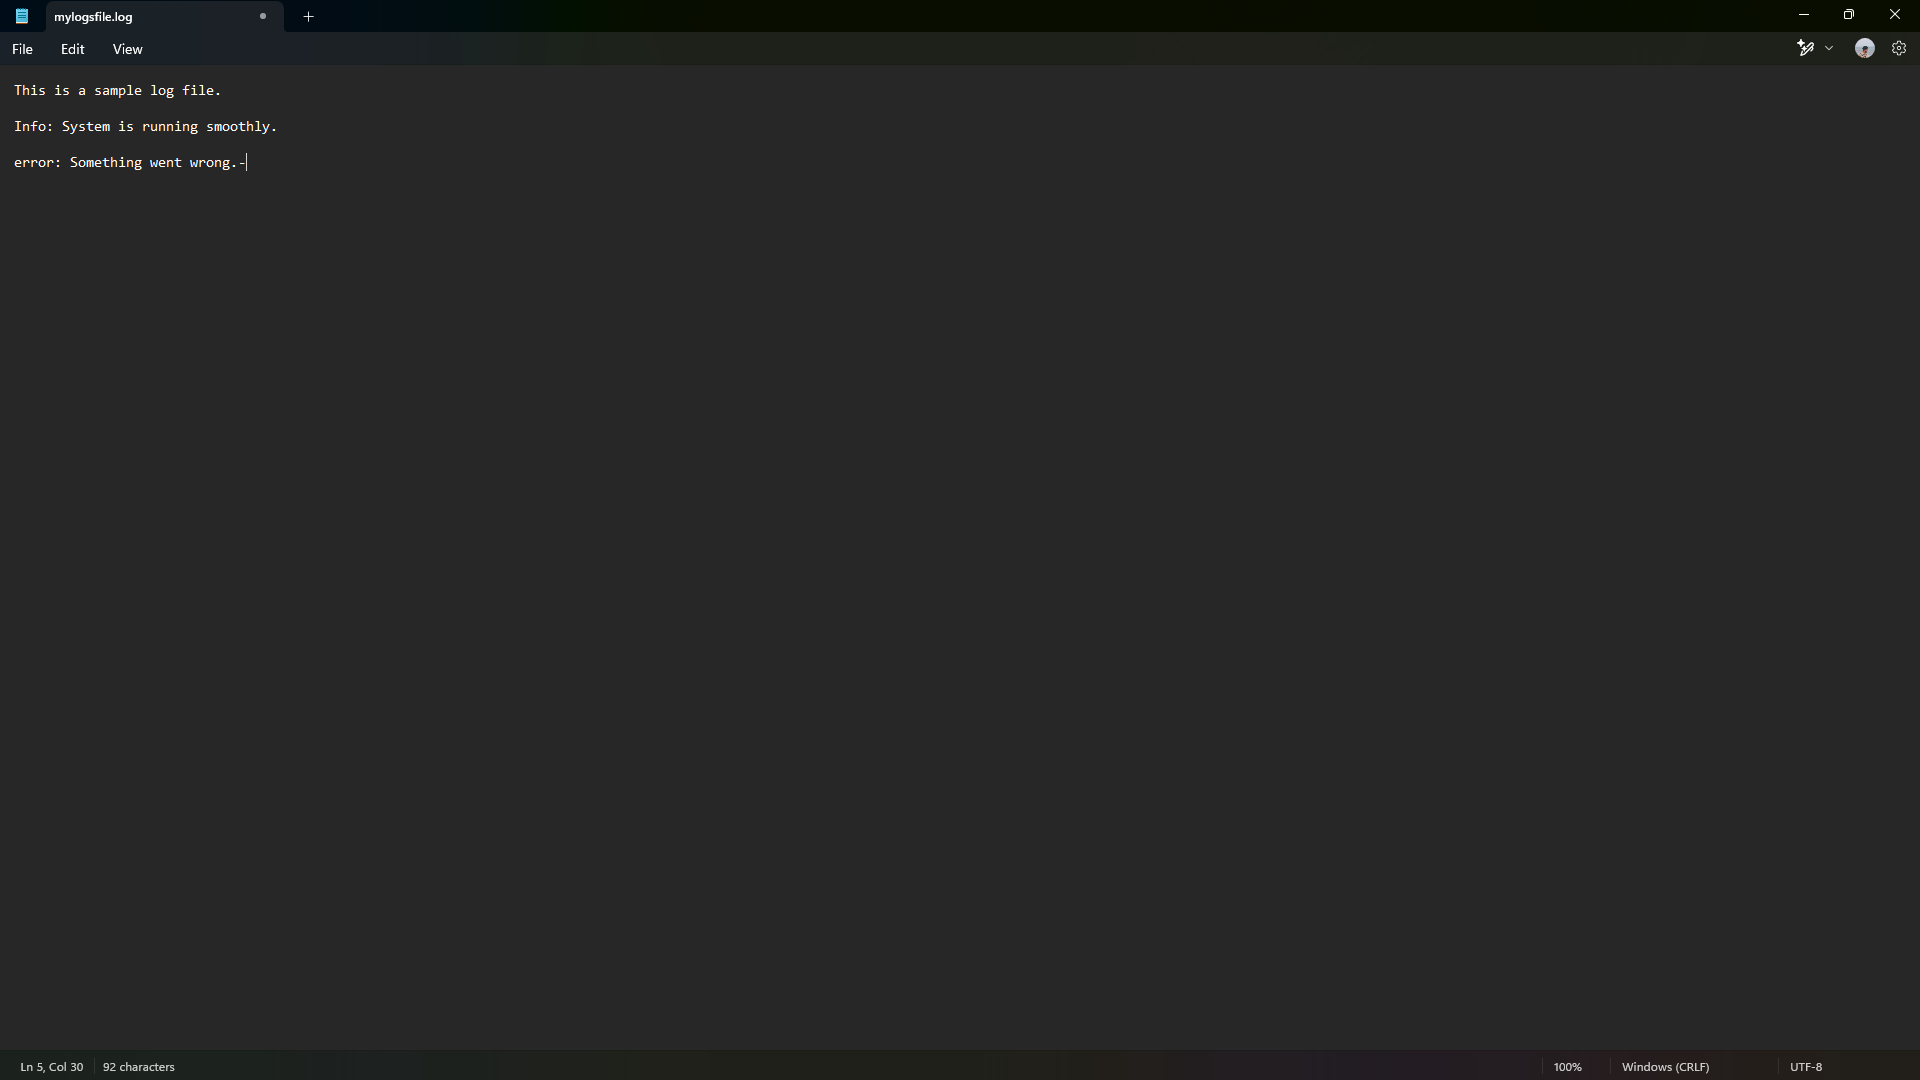 mylogsfile.log
File Edit View
This is a sample log file.
Info: System is running smoothly.
error: Something went wrong.-
Ln 5, Col 30 92 characters 100% Windows (CRLF) UTF-8